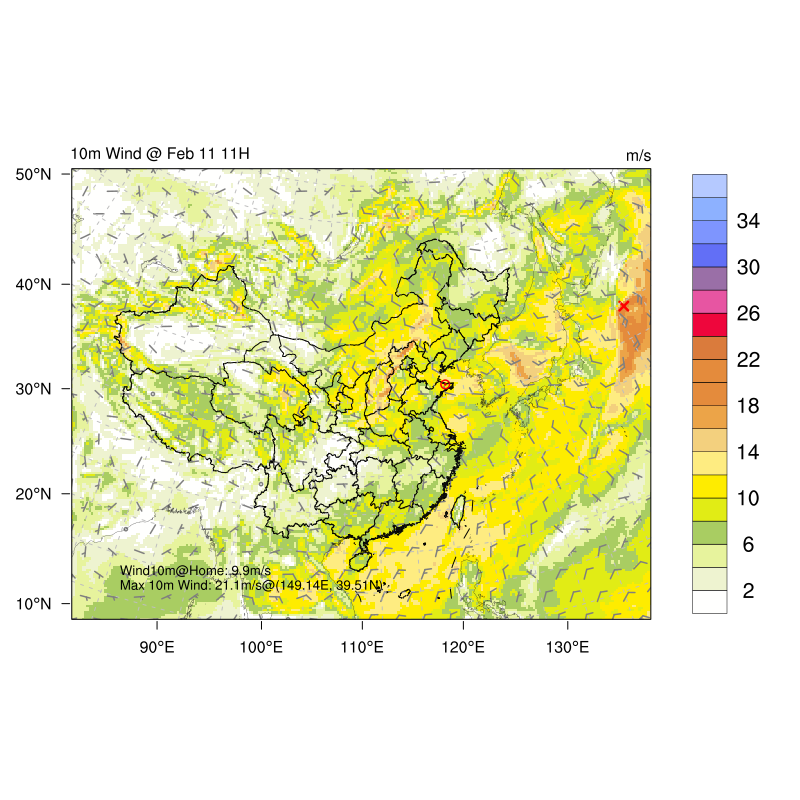 10m Wind @ Feb 11 11H
m/s
50°N
40°N
30°N
20°N
10°N
90°E
100°E
110°E
120°E
130°E
34
30
26
22
18
14
10
6
2
Wind10m@Home: 9.9m/s
Max 10m Wind: 21.1m/s@(149.14E, 39.51N)